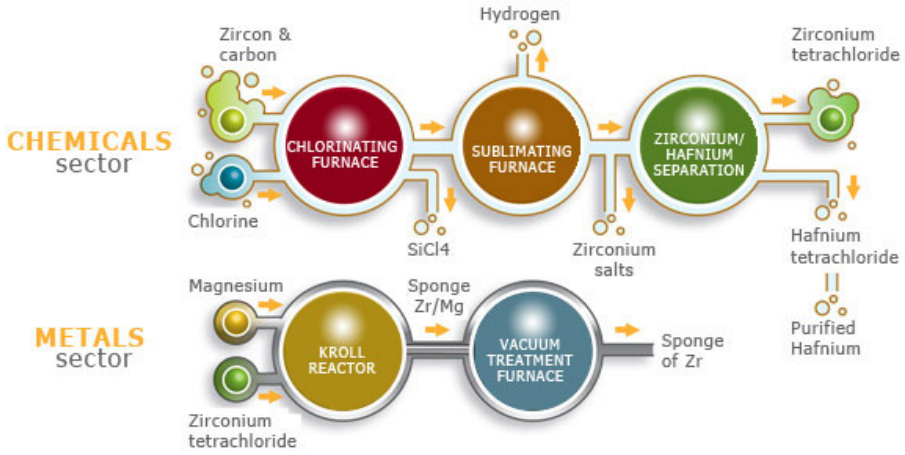 Hydrogen
Zircon &
carbon
Zirconium
tetrachloride
CHEMICALS
sector
CHLORINATING
FURNACE
SUBLIMATING
FURNACE
ZIRCONIUM/
HAFNIUM
SEPARATION
Chlorine
SiCl4
Zirconium
salts
Hafnium
tetrachloride
Purified
Hafnium
METALS
sector
Magnesium
Sponge
Zr/Mg
KROLL
REACTOR
VACUUM
TREATMENT
FURNACE
Sponge
of Zr
Zirconium
tetrachloride